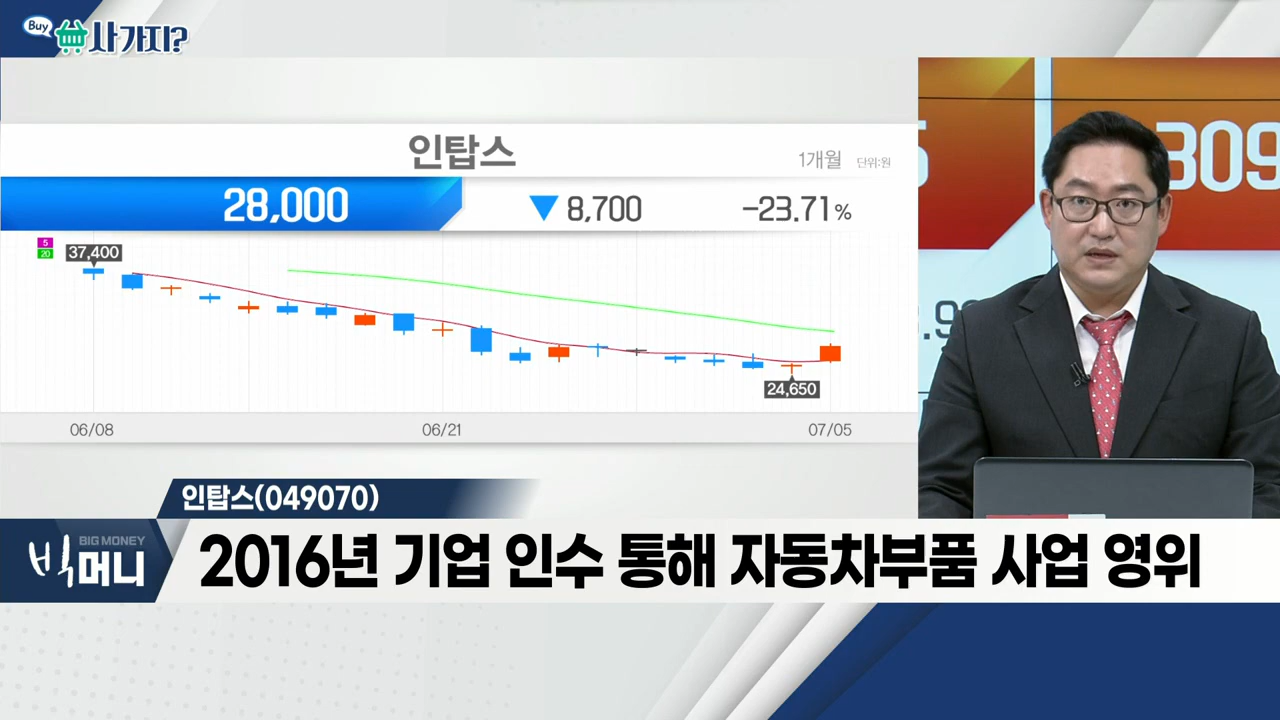 Buy
사가지?
인탑스
1개월 단위:원
28,000 ▼ 8,700 -23.71%
5
20
37,400
24,650
06/08 06/21 07/05
309
인탑스(049070)
BIG MONEY
빅머니
2016년 기업 인수 통해 자동차부품 사업 영위